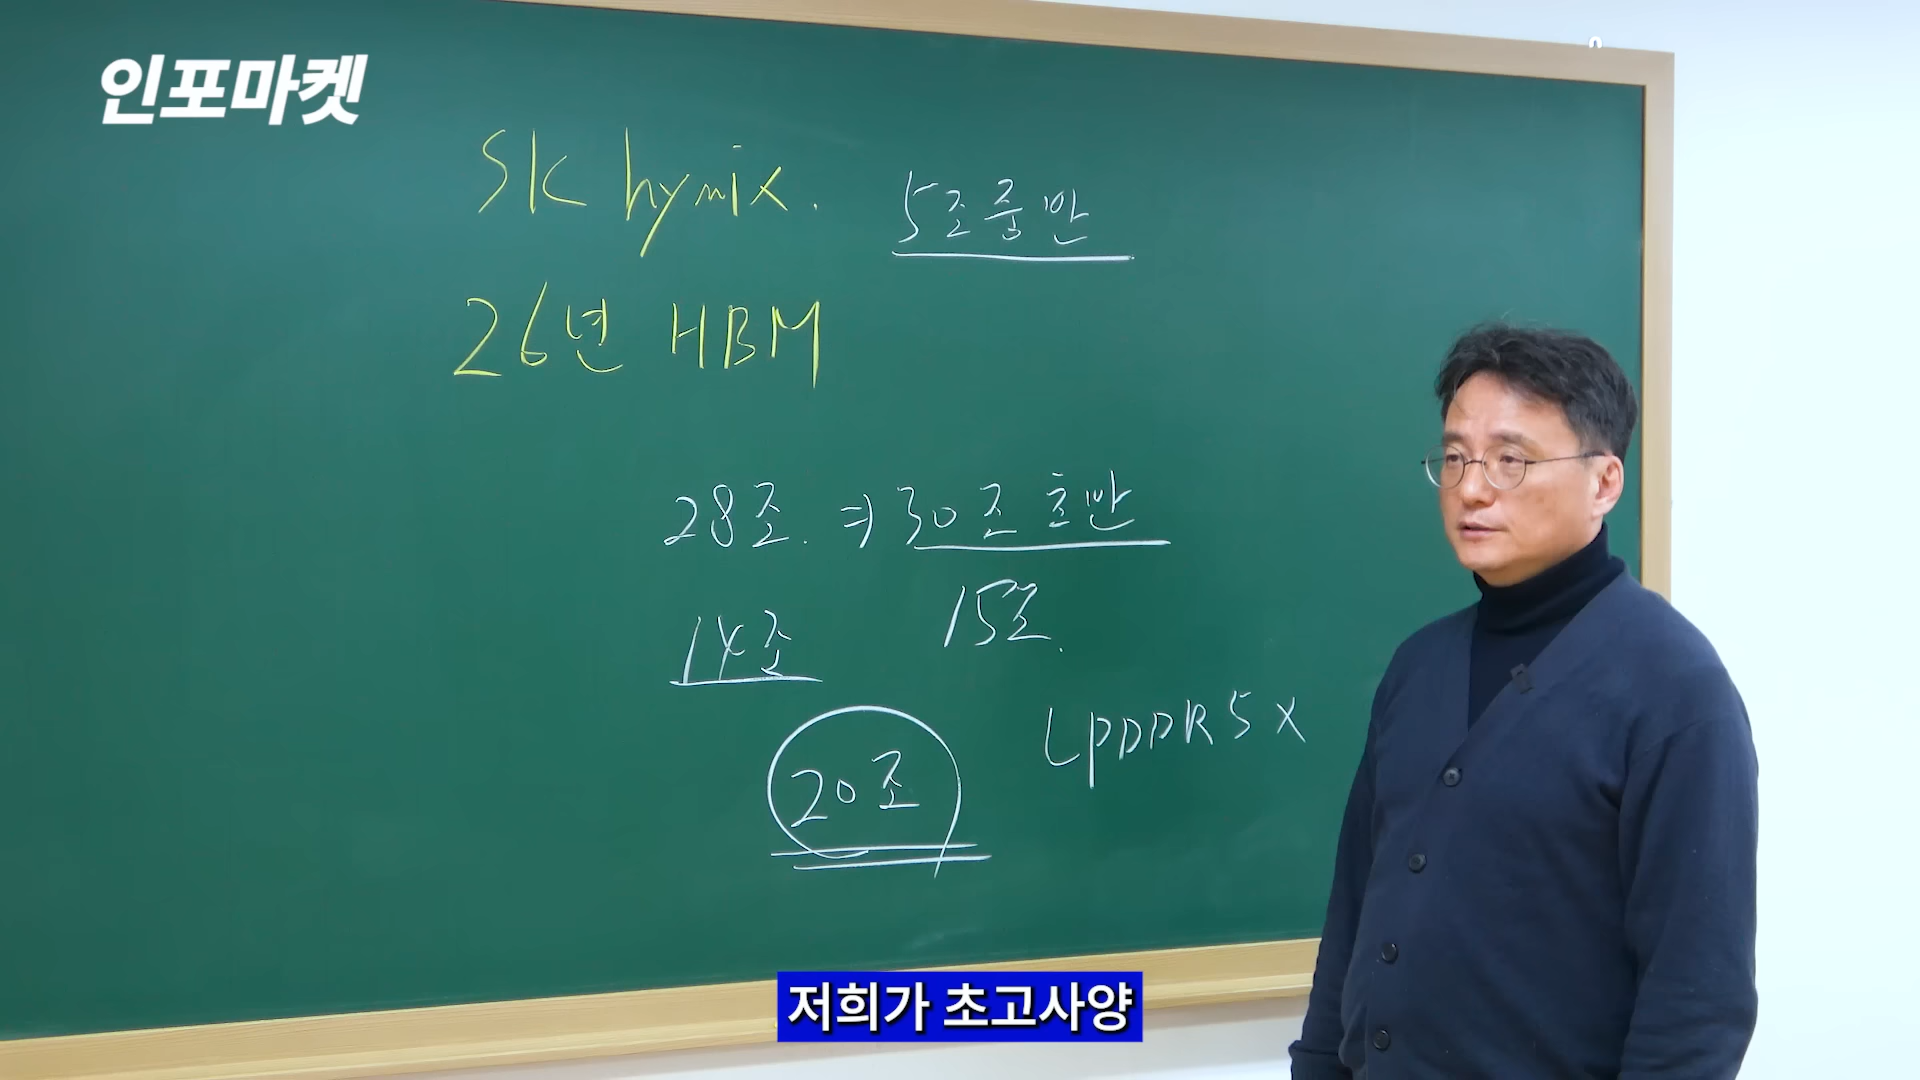 인포마켓
SK hynix. 5조중반
26년 HBM
28조. ⇒ 30조 초반
14조 15조.
20조 LPDDR5X
저희가 초고사양